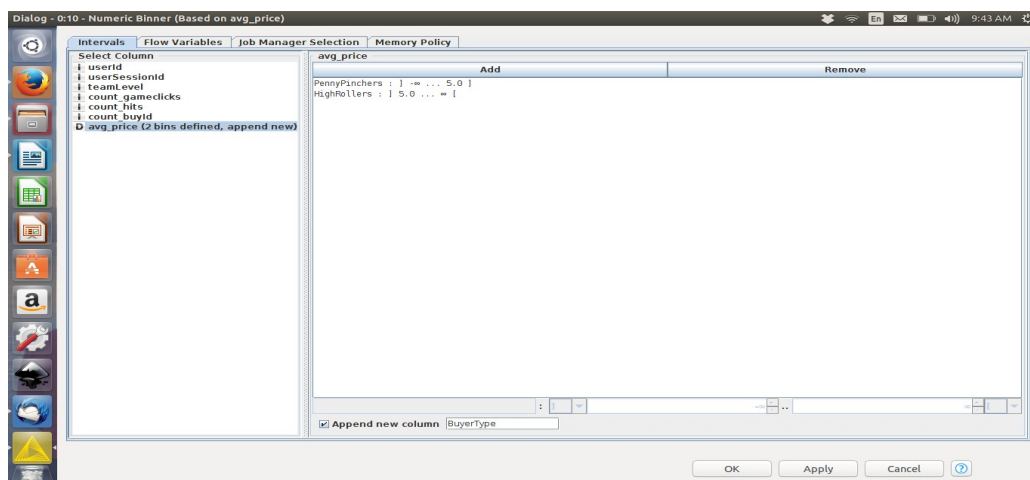 Dialog - 0:10 - Numeric Binner (Based on avg_price)
En
9:43 AM
Intervals Flow Variables Job Manager Selection Memory Policy
Select Column
I userId
I userSessionId
I teamLevel
I count_gameclicks
I count_hits
I count_buyId
D avg_price (2 bins defined, append new)
avg_price
Add Remove
PennyPinchers : ] -∞ ... 5.0 ]
HighRollers : ] 5.0 ... ∞ [
: ] -∞ .. ∞ [
Append new column BuyerType
OK Apply Cancel ?
A
a